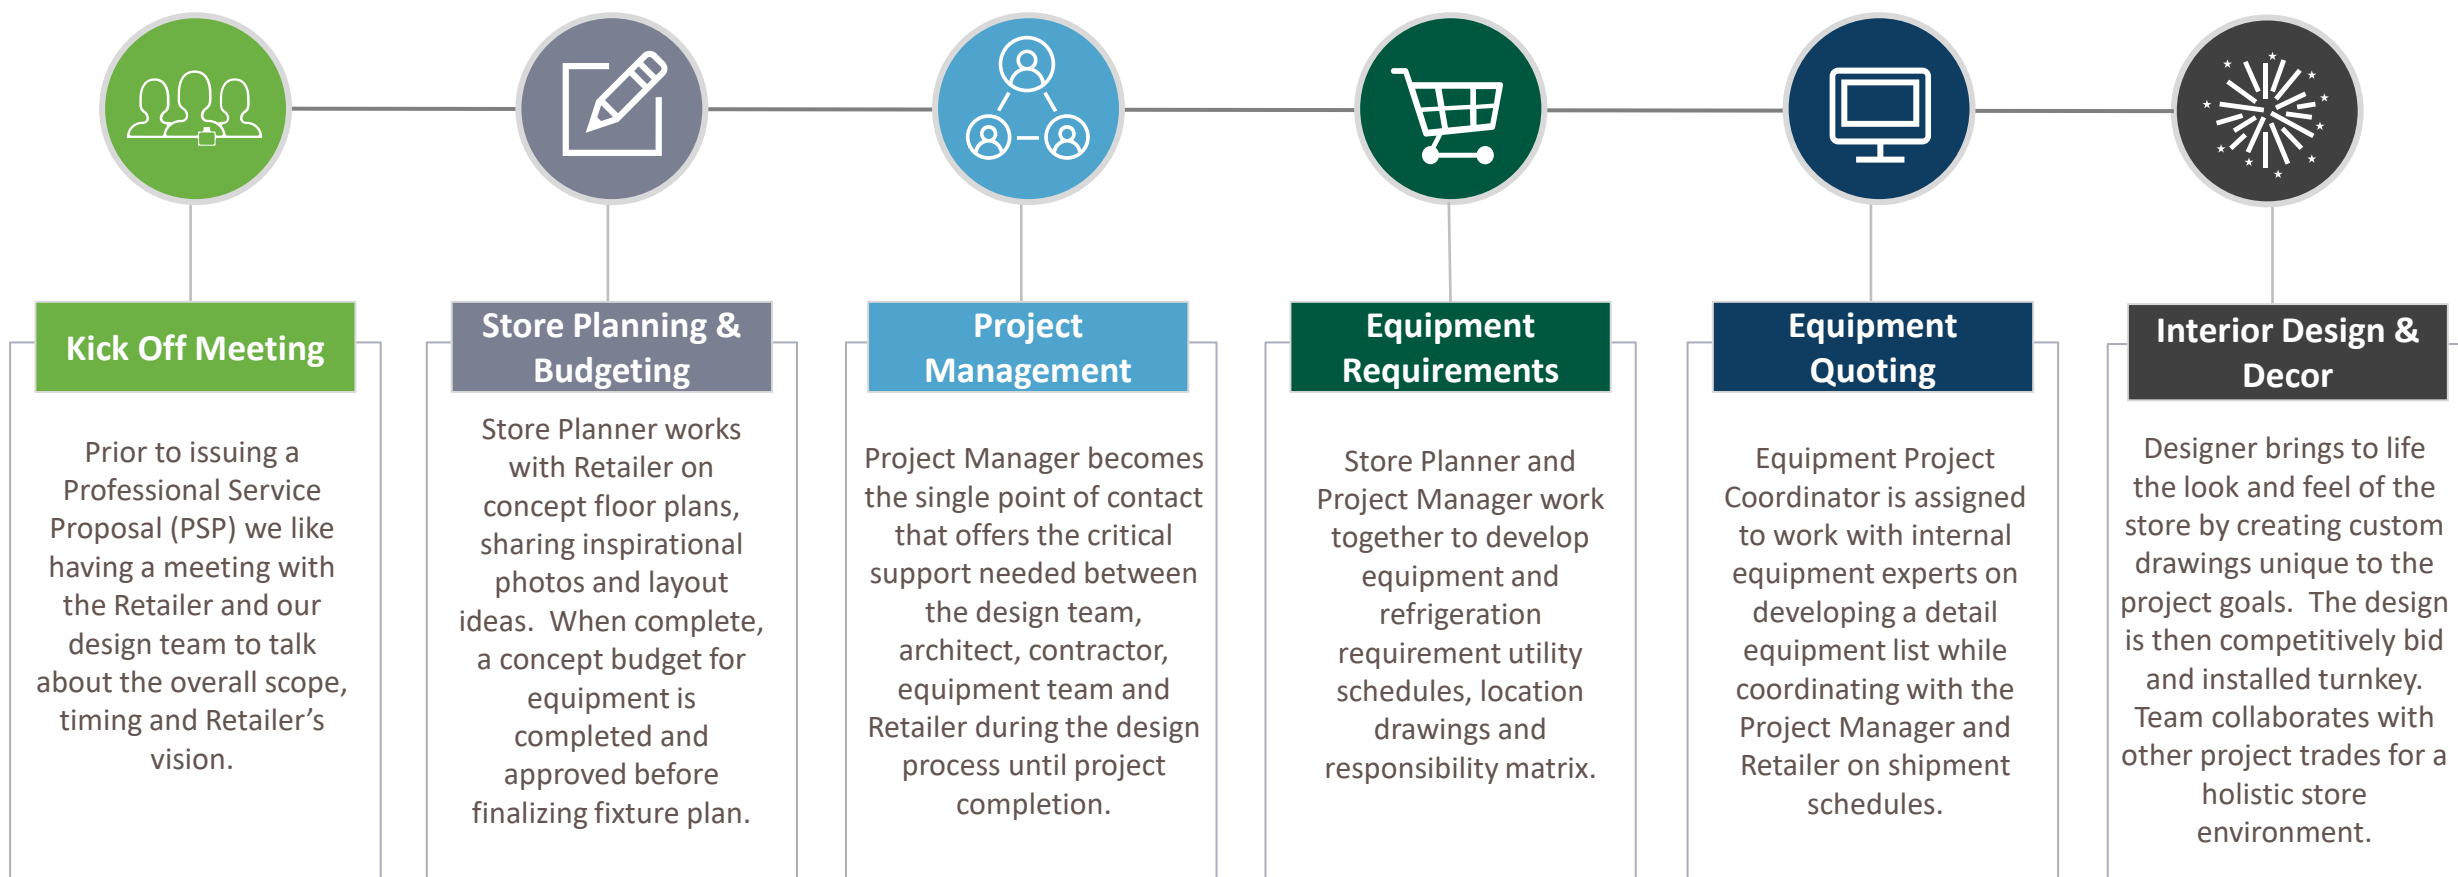 Kick Off Meeting
Prior to issuing a
Professional Service
Proposal (PSP) we like
having a meeting with
the Retailer and our
design team to talk
about the overall scope,
timing and Retailer’s
vision.
Store Planning &
Budgeting
Store Planner works
with Retailer on
concept floor plans,
sharing inspirational
photos and layout
ideas.  When complete,
a concept budget for
equipment is
completed and
approved before
finalizing fixture plan.
Project
Management
Project Manager becomes
the single point of contact
that offers the critical
support needed between
the design team,
architect, contractor,
equipment team and
Retailer during the design
process until project
completion.
Equipment
Requirements
Store Planner and
Project Manager work
together to develop
equipment and
refrigeration
requirement utility
schedules, location
drawings and
responsibility matrix.
Equipment
Quoting
Equipment Project
Coordinator is assigned
to work with internal
equipment experts on
developing a detail
equipment list while
coordinating with the
Project Manager and
Retailer on shipment
schedules.
Interior Design &
Decor
Designer brings to life
the look and feel of the
store by creating custom
drawings unique to the
project goals.  The design
is then competitively bid
and installed turnkey.
Team collaborates with
other project trades for a
holistic store
environment.